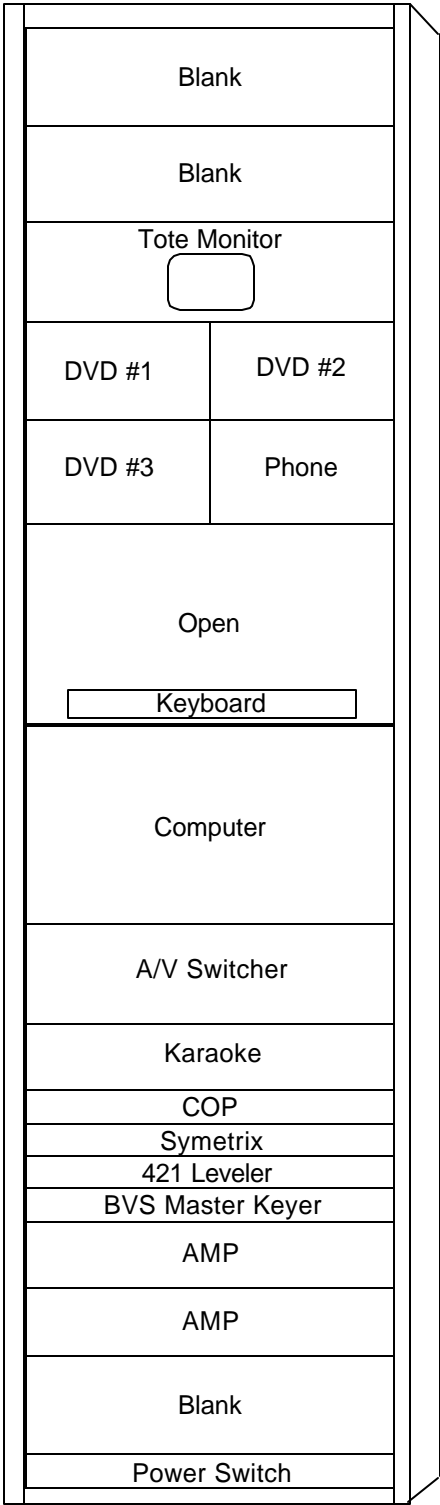 Blank
Blank
Tote Monitor
DVD #1
DVD #2
DVD #3
Phone
Open
Keyboard
Computer
A/V Switcher
Karaoke
COP
Symetrix
421 Leveler
BVS Master Keyer
AMP
AMP
Blank
Power Switch